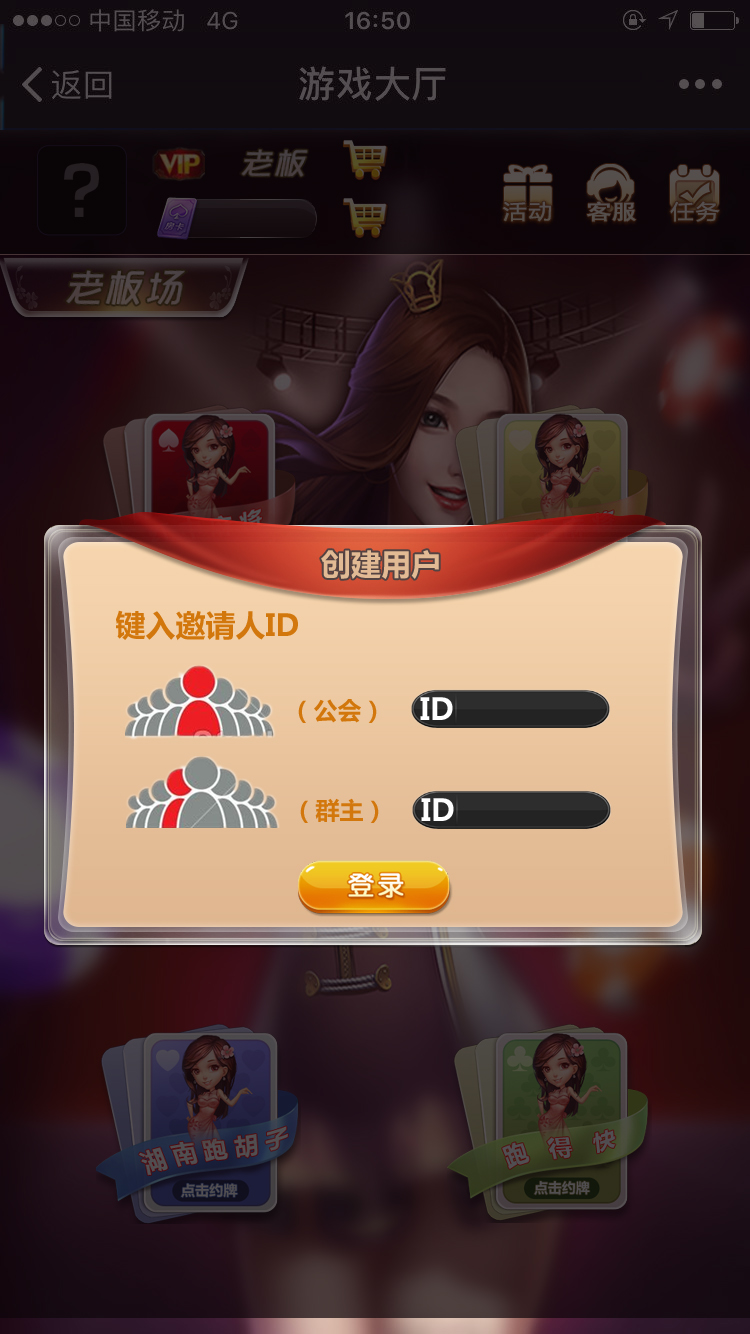 中国移动 4G 16:50
返回 游戏大厅
? VIP 老板
活动 客服 任务
老板场
将
创建用户
键入邀请人ID
（公会） ID
（群主） ID
登录
湖南跑胡子
点击约牌
跑得快
点击约牌